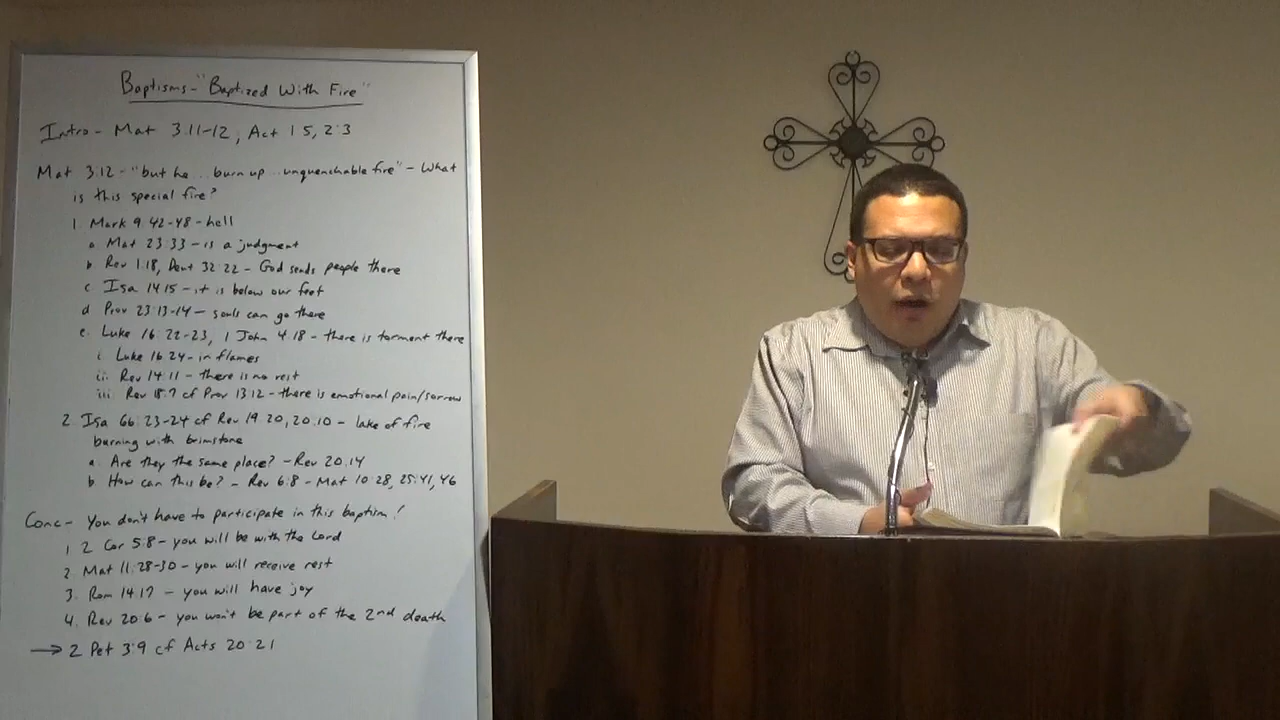 Baptisms - "Baptized With Fire"
Intro - Mat 3:11-12, Act 1:5, 2:3
Mat 3:12 - "but he...burn up...unquenchable fire" - What
is this special fire?
1. Mark 9:42-48 - hell
a. Mat 23:33 - is a judgment
b. Rev 1:18, Deut 32:22 - God sends people there
c. Isa 14:15 - it is below our feet
d. Prov 23:13-14 - souls can go there
e. Luke 16:22-23, 1 John 4:18 - there is torment there
i. Luke 16:24 - in flames
ii. Rev 14:11 - there is no rest
iii. Rev 18:7 cf Prov 13:12 - there is emotional pain/sorrow
2. Isa 66:23-24 cf Rev 19:20, 20:10 - lake of fire
burning with brimstone
a. Are they the same place? - Rev 20:14
b. How can this be? - Rev 6:8 - Mat 10:28, 25:41, 46
Conc - You don't have to participate in this baptism!
1. 2 Cor 5:8 - you will be with the Lord
2. Mat 11:28-30 - you will receive rest
3. Rom 14:17 - you will have joy
4. Rev 20:6 - you won't be part of the 2nd death
→ 2 Pet 3:9 cf Acts 20:21